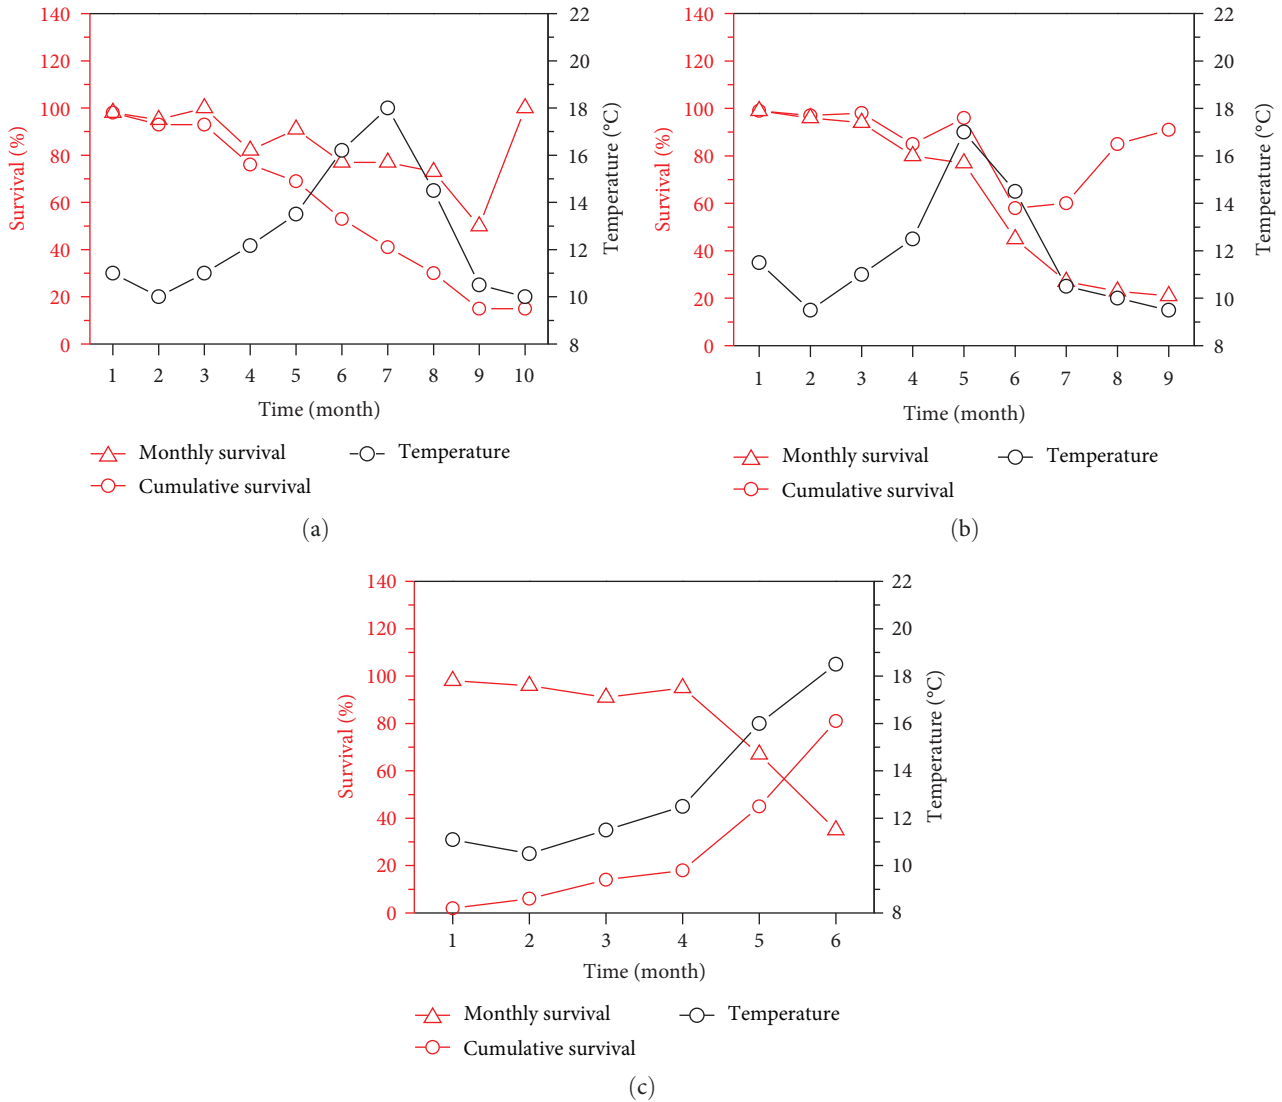 140
120
100
80
60
40
20
0
Survival (%)
22
20
18
16
14
12
10
8
Temperature (°C)
1 2 3 4 5 6 7 8 9 10
Time (month)
Monthly survival
Temperature
Cumulative survival
(a)
140
120
100
80
60
40
20
0
Survival (%)
22
20
18
16
14
12
10
8
Temperature (°C)
1 2 3 4 5 6 7 8 9
Time (month)
Monthly survival
Temperature
Cumulative survival
(b)
140
120
100
80
60
40
20
0
Survival (%)
22
20
18
16
14
12
10
8
Temperature (°C)
1 2 3 4 5 6
Time (month)
Monthly survival
Temperature
Cumulative survival
(c)